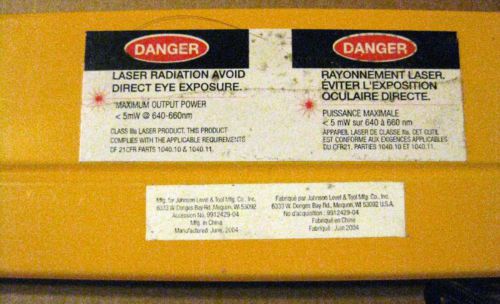 DANGER
LASER RADIATION AVOID
DIRECT EYE EXPOSURE.
MAXIMUM OUTPUT POWER
< 5mW @ 640-660nm
CLASS IIIa LASER PRODUCT. THIS PRODUCT
COMPLIES WITH THE APPLICABLE REQUIREMENTS
OF 21CFR PARTS 1040.10 & 1040.11.
DANGER
RAYONNEMENT LASER.
ÉVITER L'EXPOSITION
OCULAIRE DIRECTE.
PUISSANCE MAXIMALE
< 5 mW sur 640 à 660 nm
APPAREIL LASER DE CLASSE IIIa. CET OUTIL
EST CONFORME AUX EXIGENCES APPLICABLES
DU CFR21. PARTIES 1040.10 ET 1040.11.
Mfg. for Johnson Level & Tool Mfg. Co., Inc.
6333 W. Donges Bay Rd., Mequon, WI 53092
Accession No. 9912429-04
Mfg. in China
Manufactured: June, 2004
Fabriqué par Johnson Level & Tool Mfg. Co., Inc.
6333 W. Donges Bay Rd., Mequon, WI 53092 U.S.A.
No d'acquisition : 9912429-04
Fabriqué en Chine
Fabriqué : Juin 2004